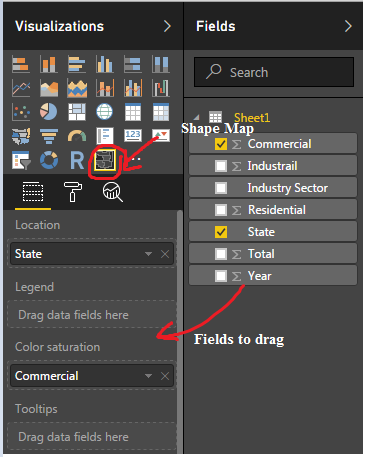 Visualizations
Fields
Search
Sheet1
Shape Map
Commercial
Industrail
Industry Sector
Residential
State
Total
Year
Fields to drag
123
R
Location
State
Legend
Drag data fields here
Color saturation
Commercial
Tooltips
Drag data fields here